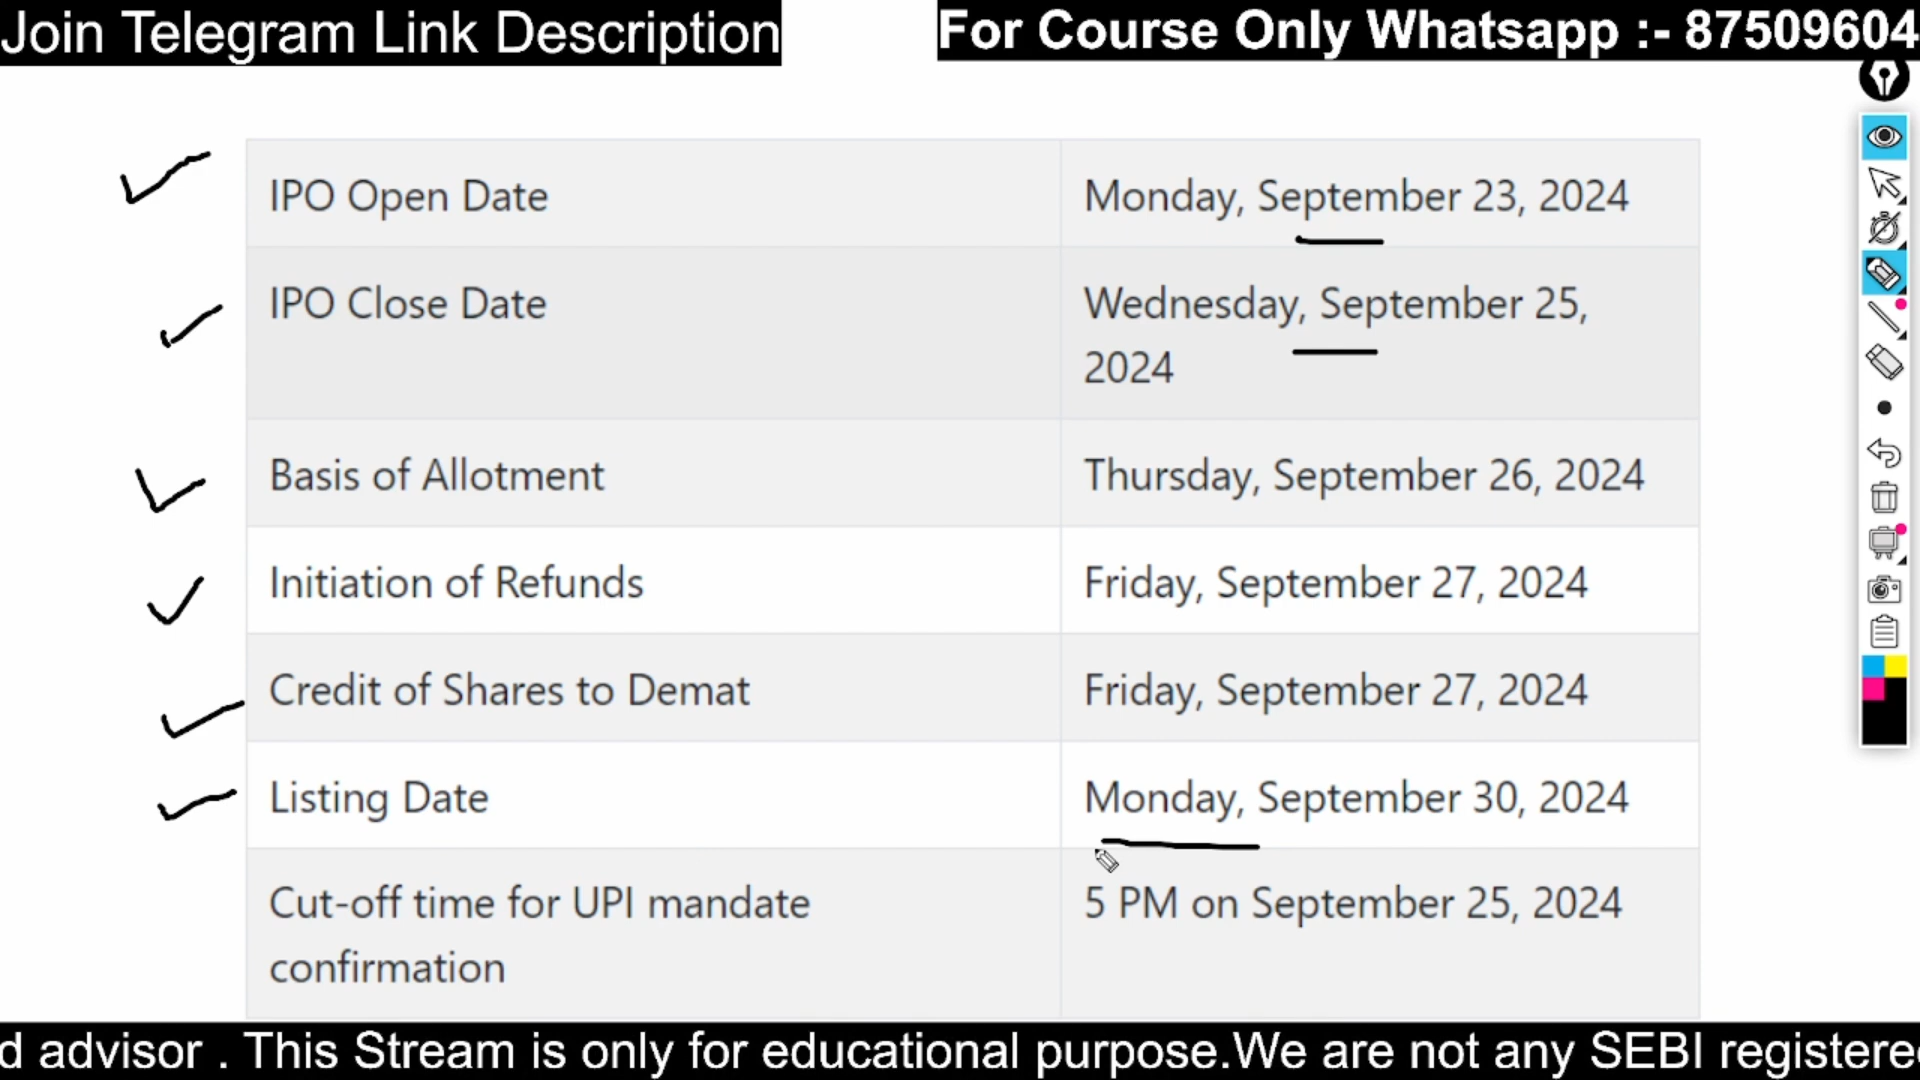 Join Telegram Link Description
For Course Only Whatsapp :- 87509604
IPO Open Date
Monday, September 23, 2024
IPO Close Date
Wednesday, September 25,
2024
Basis of Allotment
Thursday, September 26, 2024
Initiation of Refunds
Friday, September 27, 2024
Credit of Shares to Demat
Friday, September 27, 2024
Listing Date
Monday, September 30, 2024
Cut-off time for UPI mandate
confirmation
5 PM on September 25, 2024
d advisor . This Stream is only for educational purpose.We are not any SEBI registere